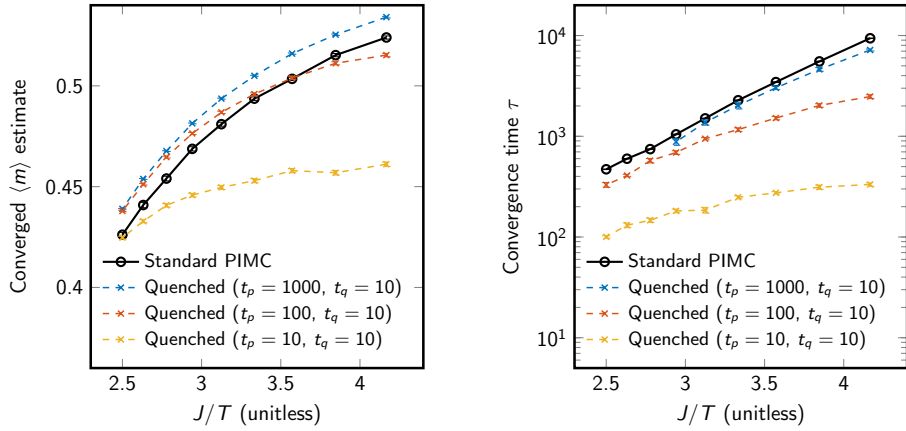 Converged ⟨m⟩ estimate
0.5
0.45
0.4
Standard PIMC
Quenched (t_p = 1000, t_q = 10)
Quenched (t_p = 100, t_q = 10)
Quenched (t_p = 10, t_q = 10)
2.5 3 3.5 4
J/T (unitless)
Convergence time τ
10^4
10^3
10^2
10^1
Standard PIMC
Quenched (t_p = 1000, t_q = 10)
Quenched (t_p = 100, t_q = 10)
Quenched (t_p = 10, t_q = 10)
2.5 3 3.5 4
J/T (unitless)